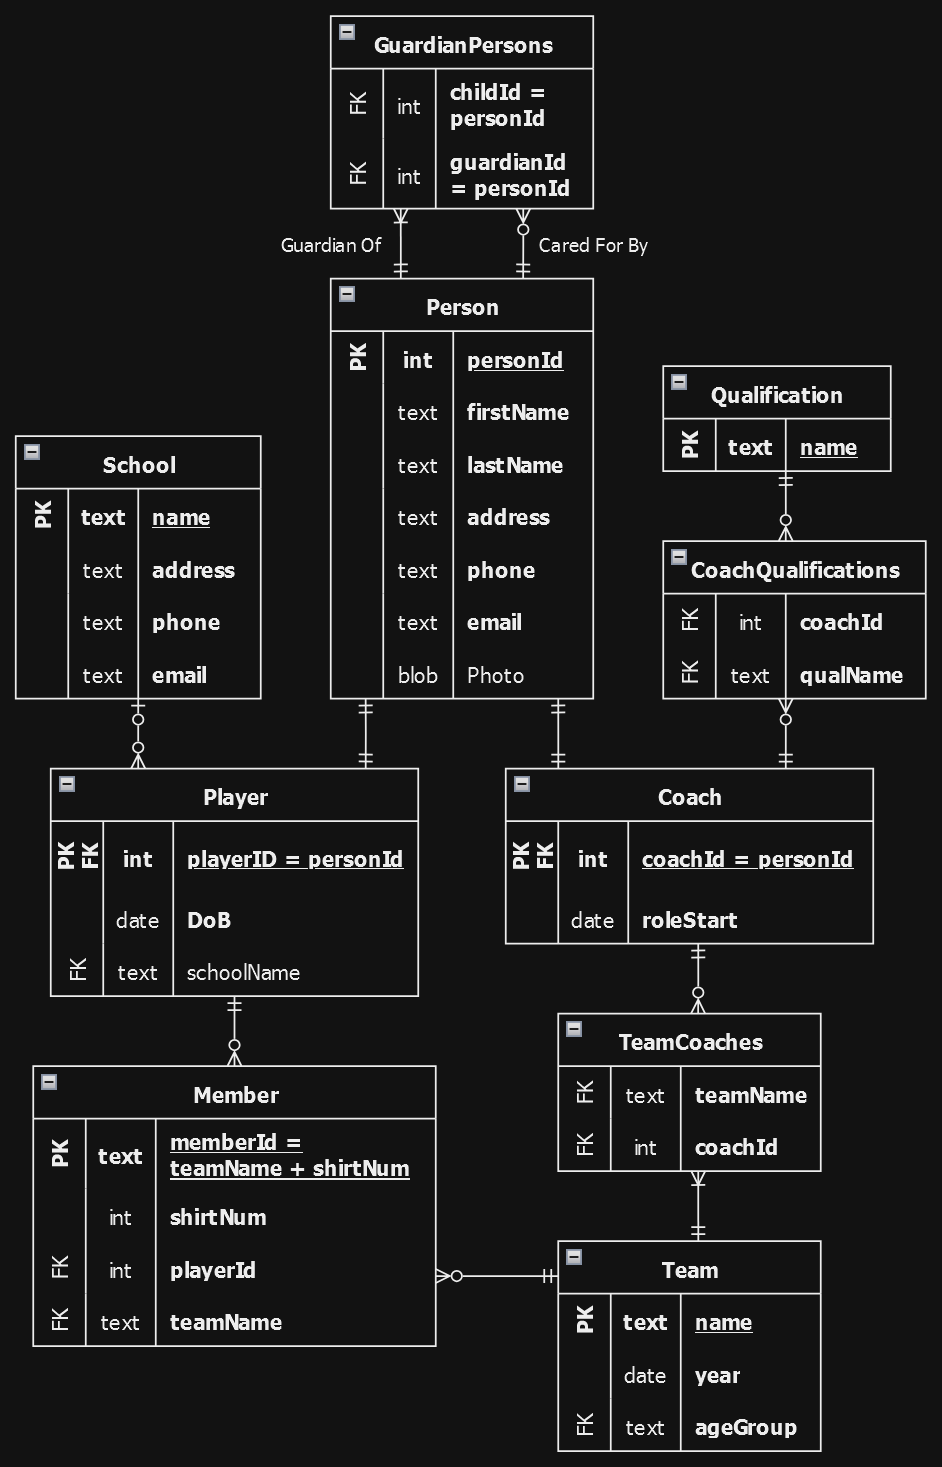 GuardianPersons
FK int childId =
personId
FK int guardianId
= personId
Guardian Of
Cared For By
Person
PK int personId
text firstName
text lastName
text address
text phone
text email
blob Photo
Qualification
PK text name
School
PK text name
text address
text phone
text email
CoachQualifications
FK int coachId
FK text qualName
Player
PK FK int playerID = personId
date DoB
FK text schoolName
Coach
PK FK int coachId = personId
date roleStart
TeamCoaches
FK text teamName
FK int coachId
Member
PK text memberId =
teamName + shirtNum
int shirtNum
FK int playerId
FK text teamName
Team
PK text name
date year
FK text ageGroup